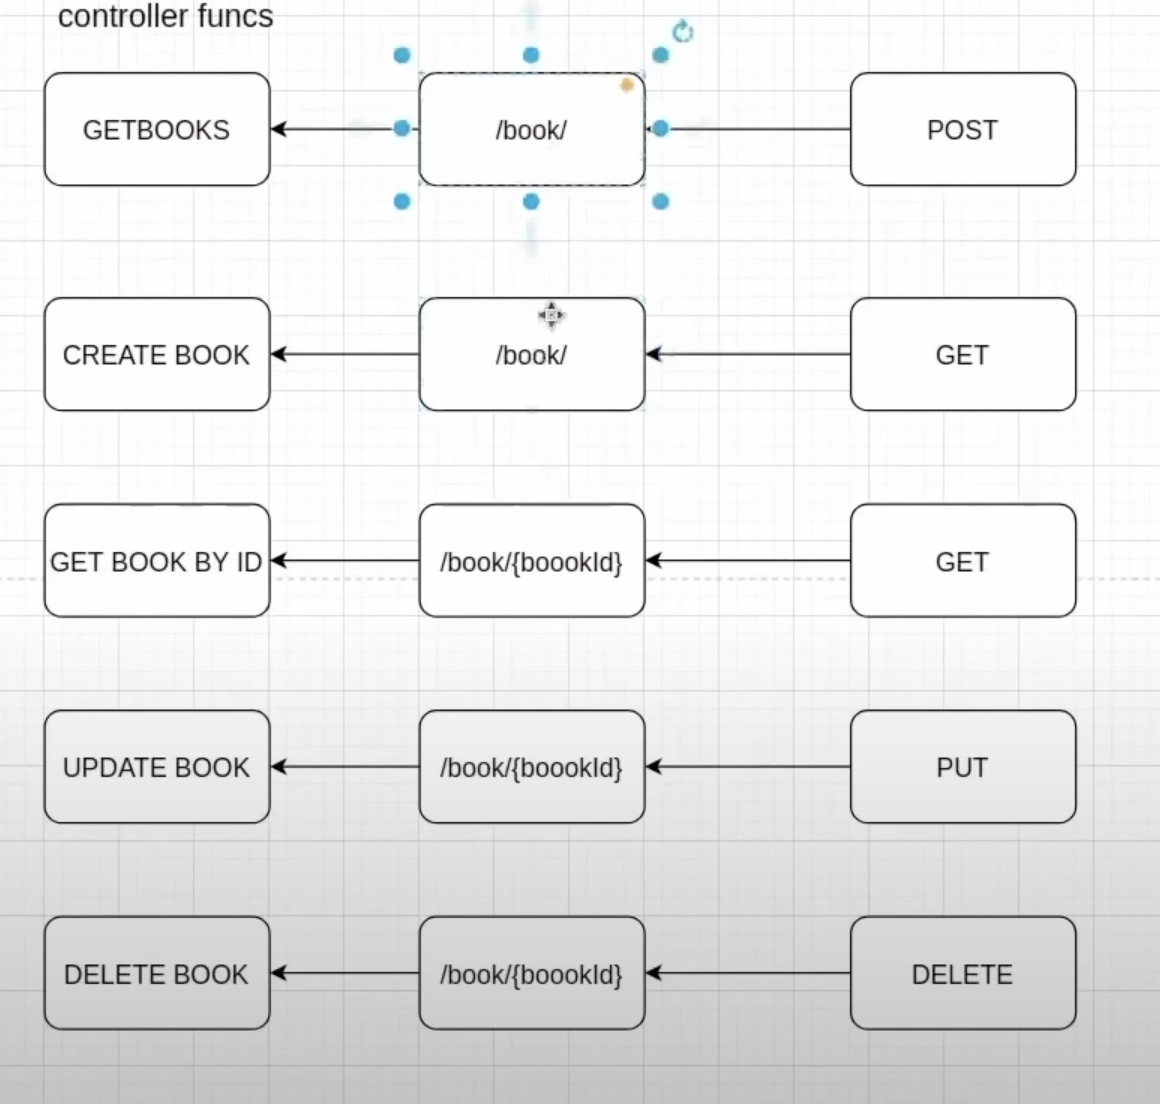 controller funcs
GETBOOKS
/book/
POST
CREATE BOOK
/book/
GET
GET BOOK BY ID
/book/{boookId}
GET
UPDATE BOOK
/book/{boookId}
PUT
DELETE BOOK
/book/{boookId}
DELETE